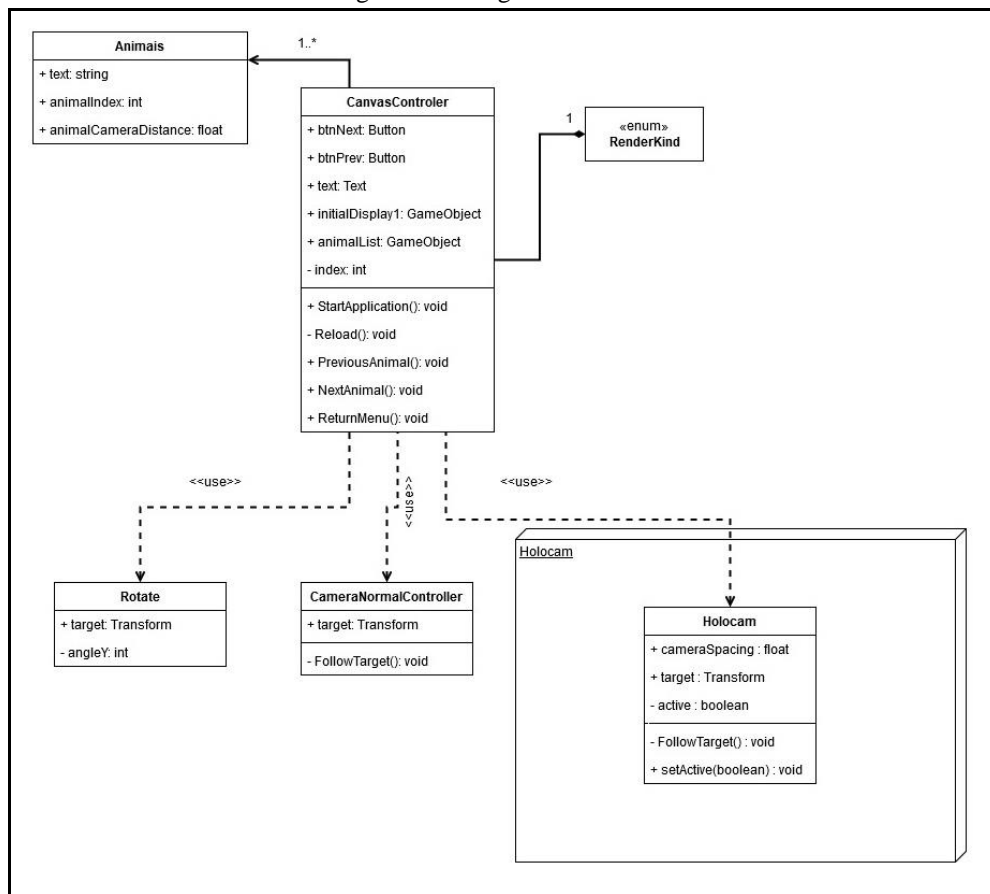 Animais
+ text: string
+ animalIndex: int
+ animalCameraDistance: float
1..*
CanvasControler
+ btnNext: Button
+ btnPrev: Button
+ text: Text
+ initialDisplay1: GameObject
+ animalList: GameObject
- index: int
+ StartApplication(): void
- Reload(): void
+ PreviousAnimal(): void
+ NextAnimal(): void
+ ReturnMenu(): void
1
«enum»
RenderKind
<<use>>
<<use>>
<<use>>
Rotate
+ target: Transform
- angleY: int
CameraNormalController
+ target: Transform
- FollowTarget(): void
Holocam
Holocam
+ cameraSpacing : float
+ target : Transform
- active : boolean
- FollowTarget() : void
+ setActive(boolean) : void